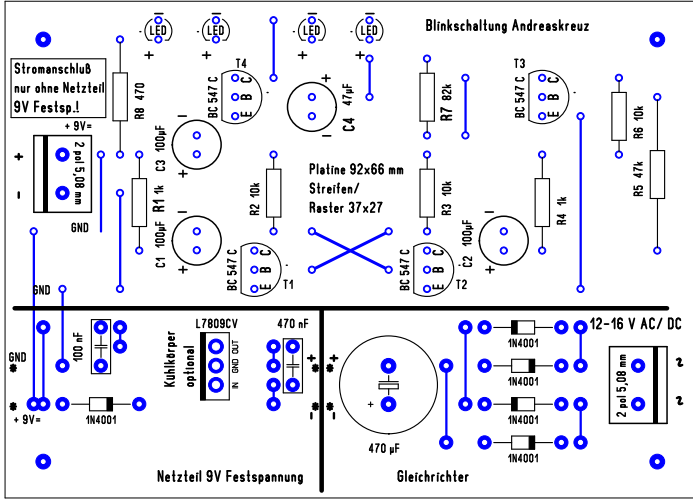 LED
LED
LED
LED
Blinkschaltung Andreaskreuz
Stromanschluß
nur ohne Netzteil
9V Festsp.!
R8 470
T4
BC 547 C
E B C
47µF
C4
R7 82k
T3
BC 547 C
E B C
R6 10k
+ 9V=
+
-
2 pol 5,08 mm
GND
100µF
C3
R1 1k
R2 10k
Platine 92x66 mm
Streifen/
Raster 37x27
R3 10k
R4 1k
R5 47k
C1 100µF
BC 547 C
E B C
T1
BC 547 C
E B C
T2
C2 100µF
GND
GND
100 nF
Kühlkörper
optional
L7809CV
IN GND OUT
470 nF
+ +
- -
+
470 µF
1N4001
1N4001
1N4001
1N4001
12-16 V AC/ DC
2 pol 5,08 mm
~
~
+ 9V=
1N4001
Netzteil 9V Festspannung
Gleichrichter